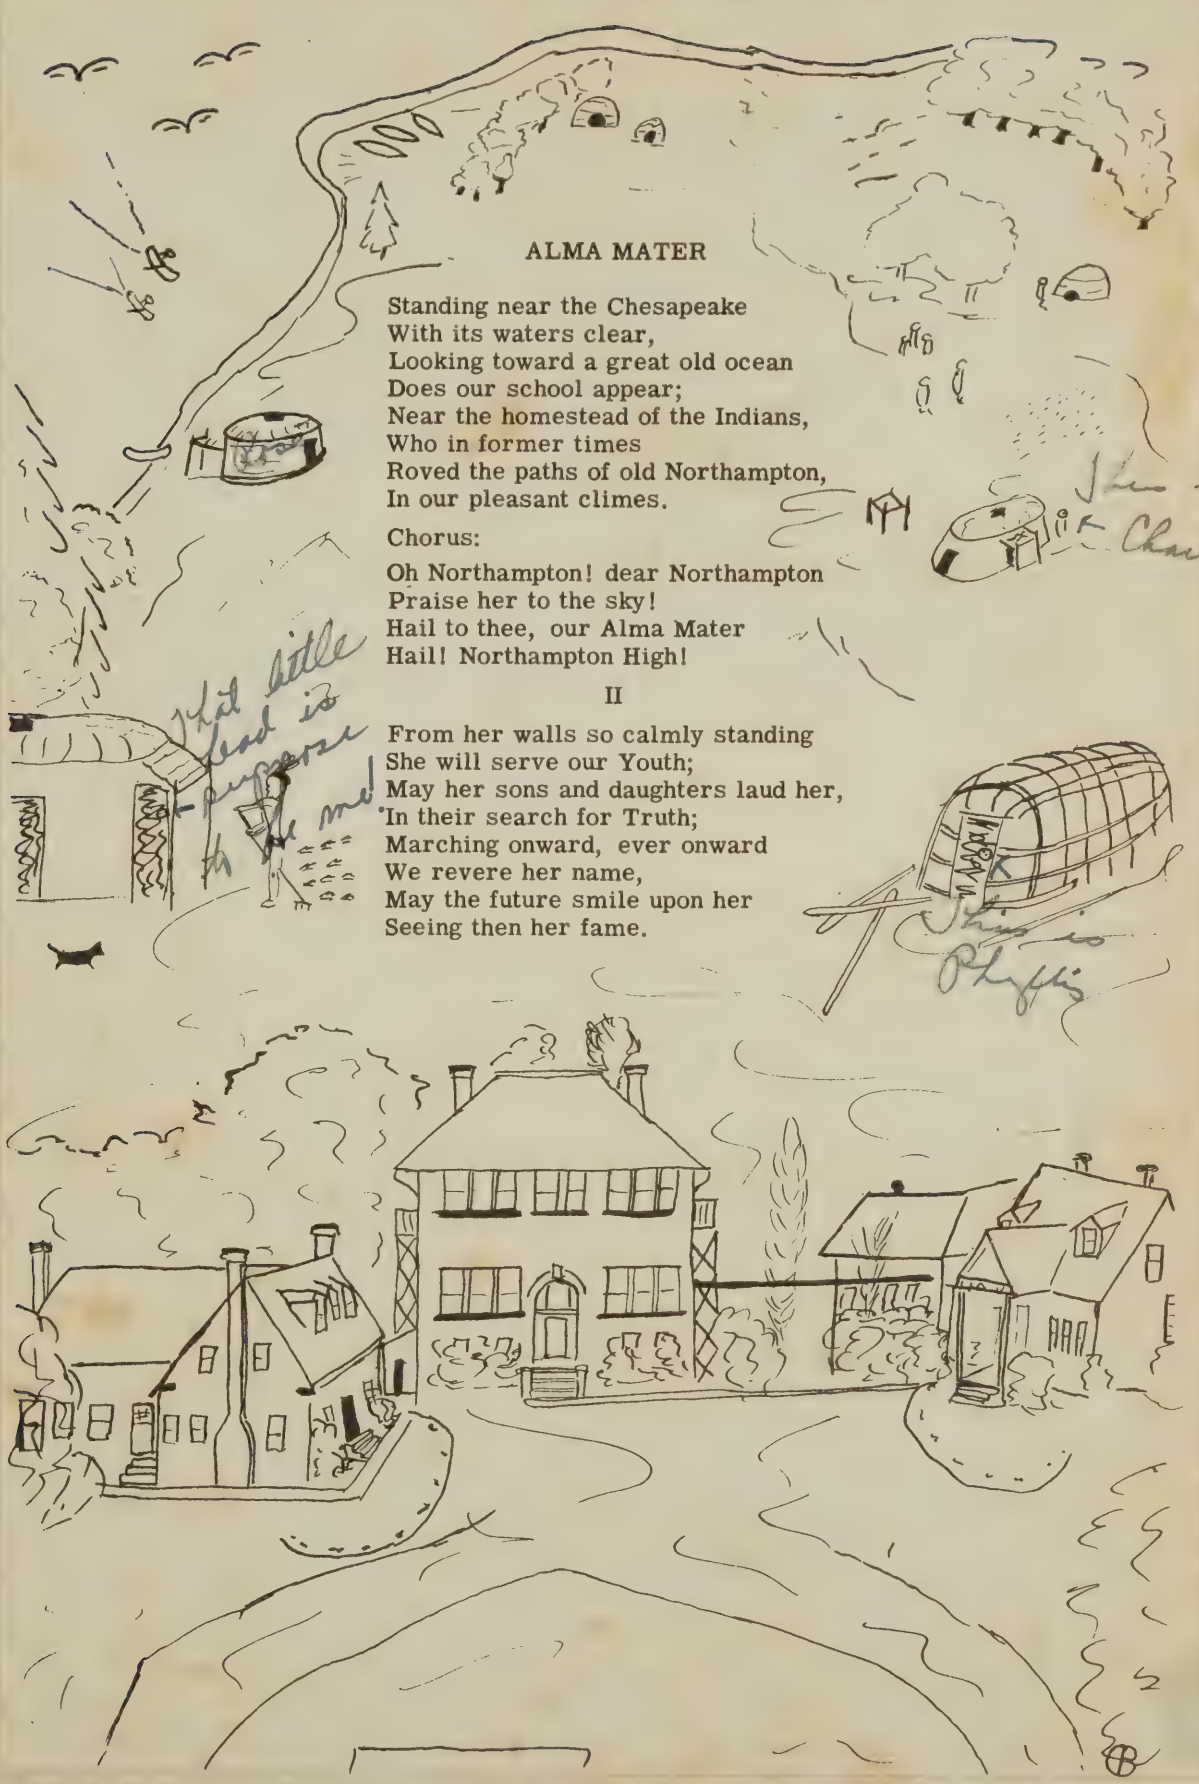 ALMA MATER
Standing near the Chesapeake
With its waters clear,
Looking toward a great old ocean
Does our school appear;
Near the homestead of the Indians,
Who in former times
Roved the paths of old Northampton,
In our pleasant climes.
Chorus:
Oh Northampton! dear Northampton
Praise her to the sky!
Hail to thee, our Alma Mater
Hail! Northampton High!
II
From her walls so calmly standing
She will serve our Youth;
May her sons and daughters laud her,
In their search for Truth;
Marching onward, ever onward
We revere her name,
May the future smile upon her
Seeing then her fame.
That little
head is
to be me!
This is
Phyllis